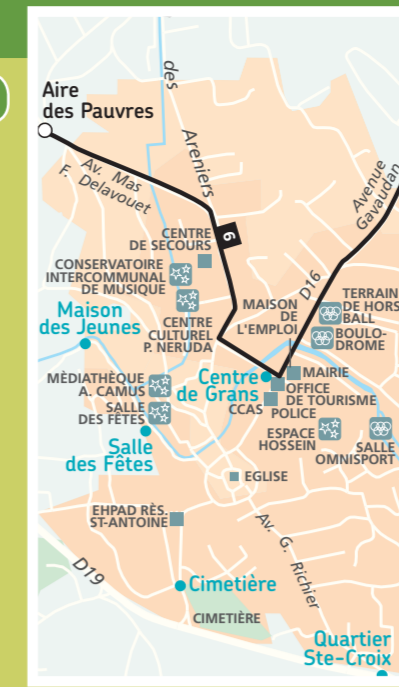 des
Aire
des Pauvres
Areniers
Av. Mas
F. Delavouet
Avenue
Gavaudan
6
CENTRE
DE SECOURS
CONSERVATOIRE
INTERCOMMUNAL
DE MUSIQUE
D16
MAISON
DE
L'EMPLOI
TERRAIN
DE HORS
BALL
BOULO-
DROME
Maison
des Jeunes
CENTRE
CULTUREL
P. NERUDA
MÈDIATHÈQUE
A. CAMUS
SALLE
DES FÊTES
Centre
de Grans
MAIRIE
OFFICE
DE TOURISME
CCAS
POLICE
ESPACE
HOSSEIN
SALLE
OMNISPORT
Salle
des Fêtes
EGLISE
EHPAD RÈS.
ST-ANTOINE
Av. G. Richier
D19
Cimetière
CIMETIÈRE
Quartier
Ste-Croix